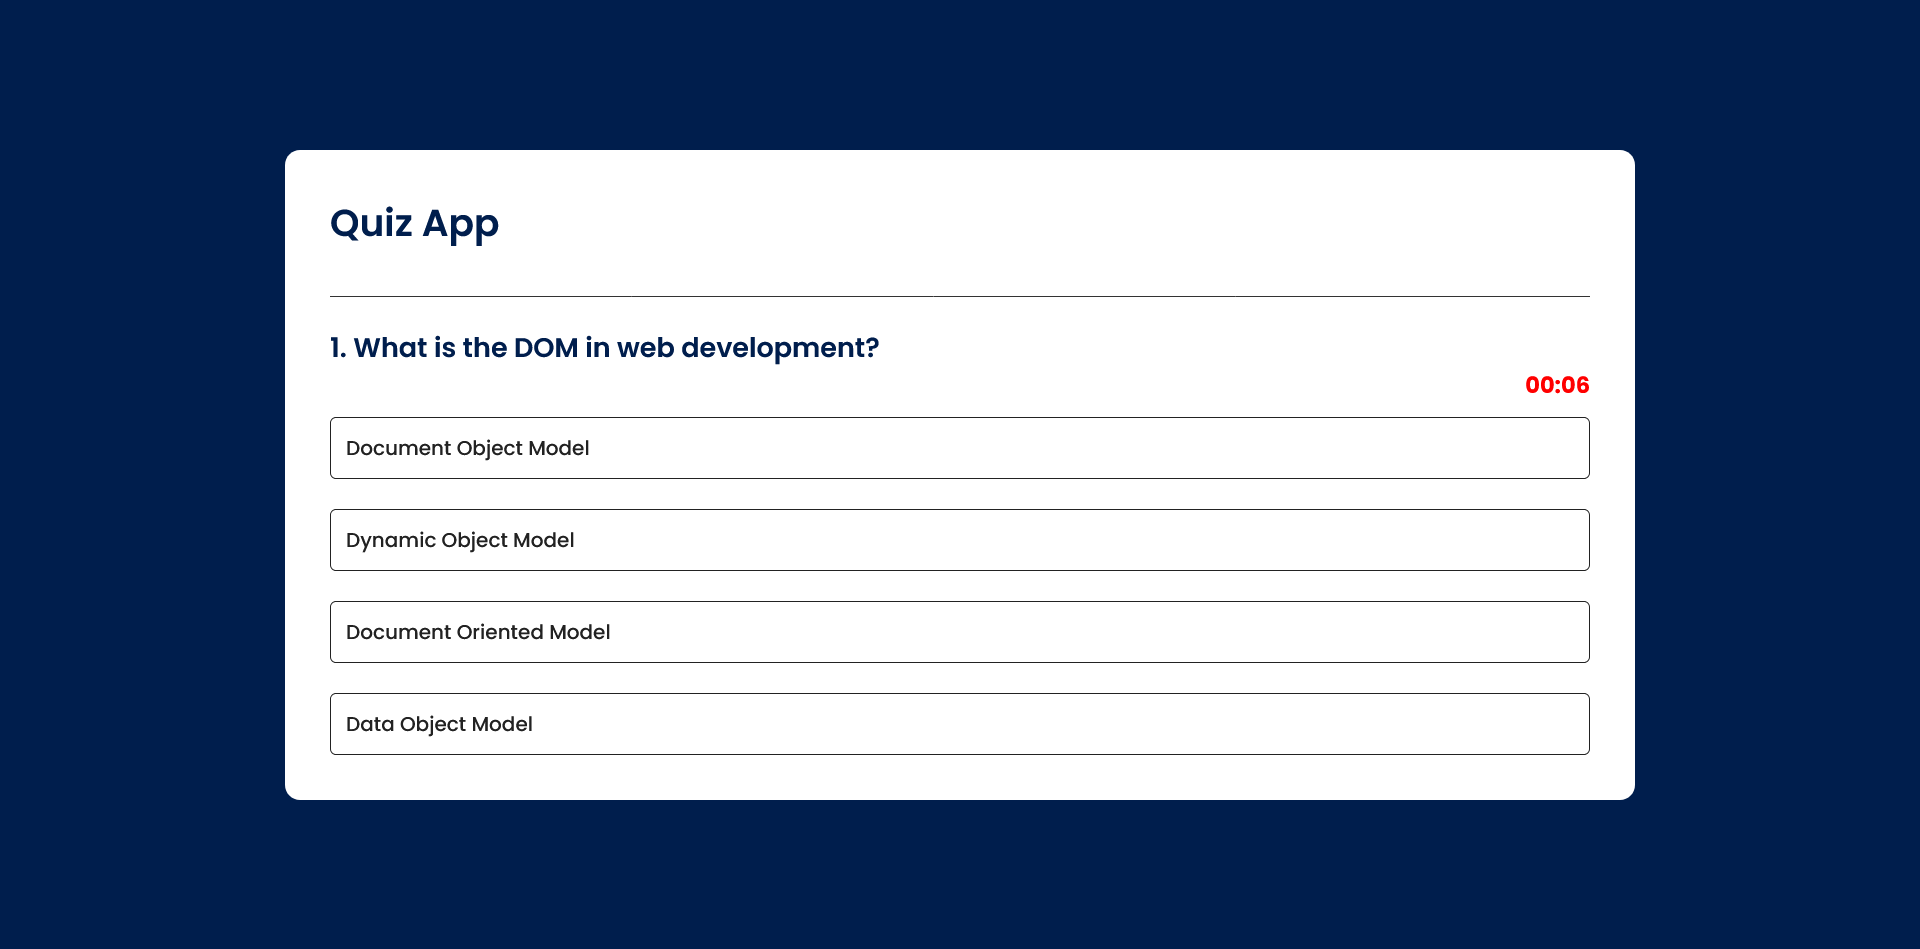 Quiz App
1. What is the DOM in web development?
00:06
Document Object Model
Dynamic Object Model
Document Oriented Model
Data Object Model